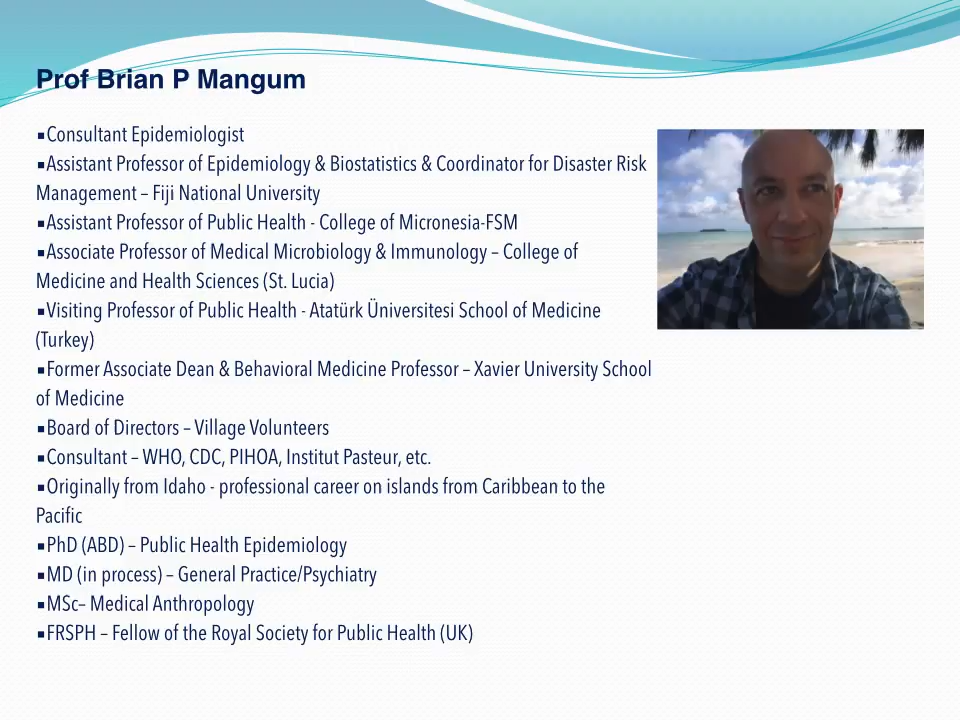 Prof Brian P Mangum
▪Consultant Epidemiologist
▪Assistant Professor of Epidemiology & Biostatistics & Coordinator for Disaster Risk
Management – Fiji National University
▪Assistant Professor of Public Health - College of Micronesia-FSM
▪Associate Professor of Medical Microbiology & Immunology – College of
Medicine and Health Sciences (St. Lucia)
▪Visiting Professor of Public Health - Atatürk Üniversitesi School of Medicine
(Turkey)
▪Former Associate Dean & Behavioral Medicine Professor – Xavier University School
of Medicine
▪Board of Directors – Village Volunteers
▪Consultant – WHO, CDC, PIHOA, Institut Pasteur, etc.
▪Originally from Idaho - professional career on islands from Caribbean to the
Pacific
▪PhD (ABD) – Public Health Epidemiology
▪MD (in process) – General Practice/Psychiatry
▪MSc– Medical Anthropology
▪FRSPH – Fellow of the Royal Society for Public Health (UK)